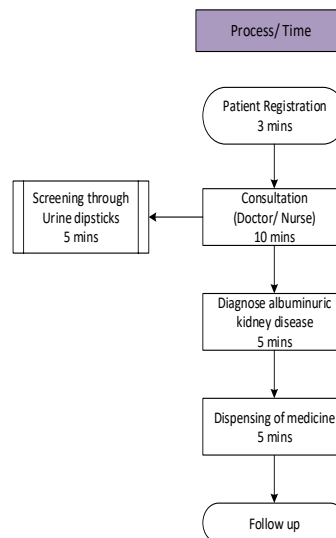 Process/ Time
Patient Registration
3 mins
Screening through
Urine dipsticks
5 mins
Consultation
(Doctor/ Nurse)
10 mins
Diagnose albuminuric
kidney disease
5 mins
Dispensing of medicine
5 mins
Follow up